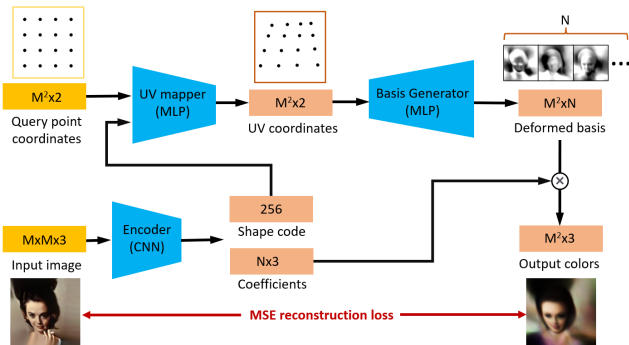 N
M²x2
Query point
coordinates
UV mapper
(MLP)
M²x2
UV coordinates
Basis Generator
(MLP)
M²xN
Deformed basis
MxMx3
Input image
Encoder
(CNN)
256
Shape code
Nx3
Coefficients
M²x3
Output colors
MSE reconstruction loss